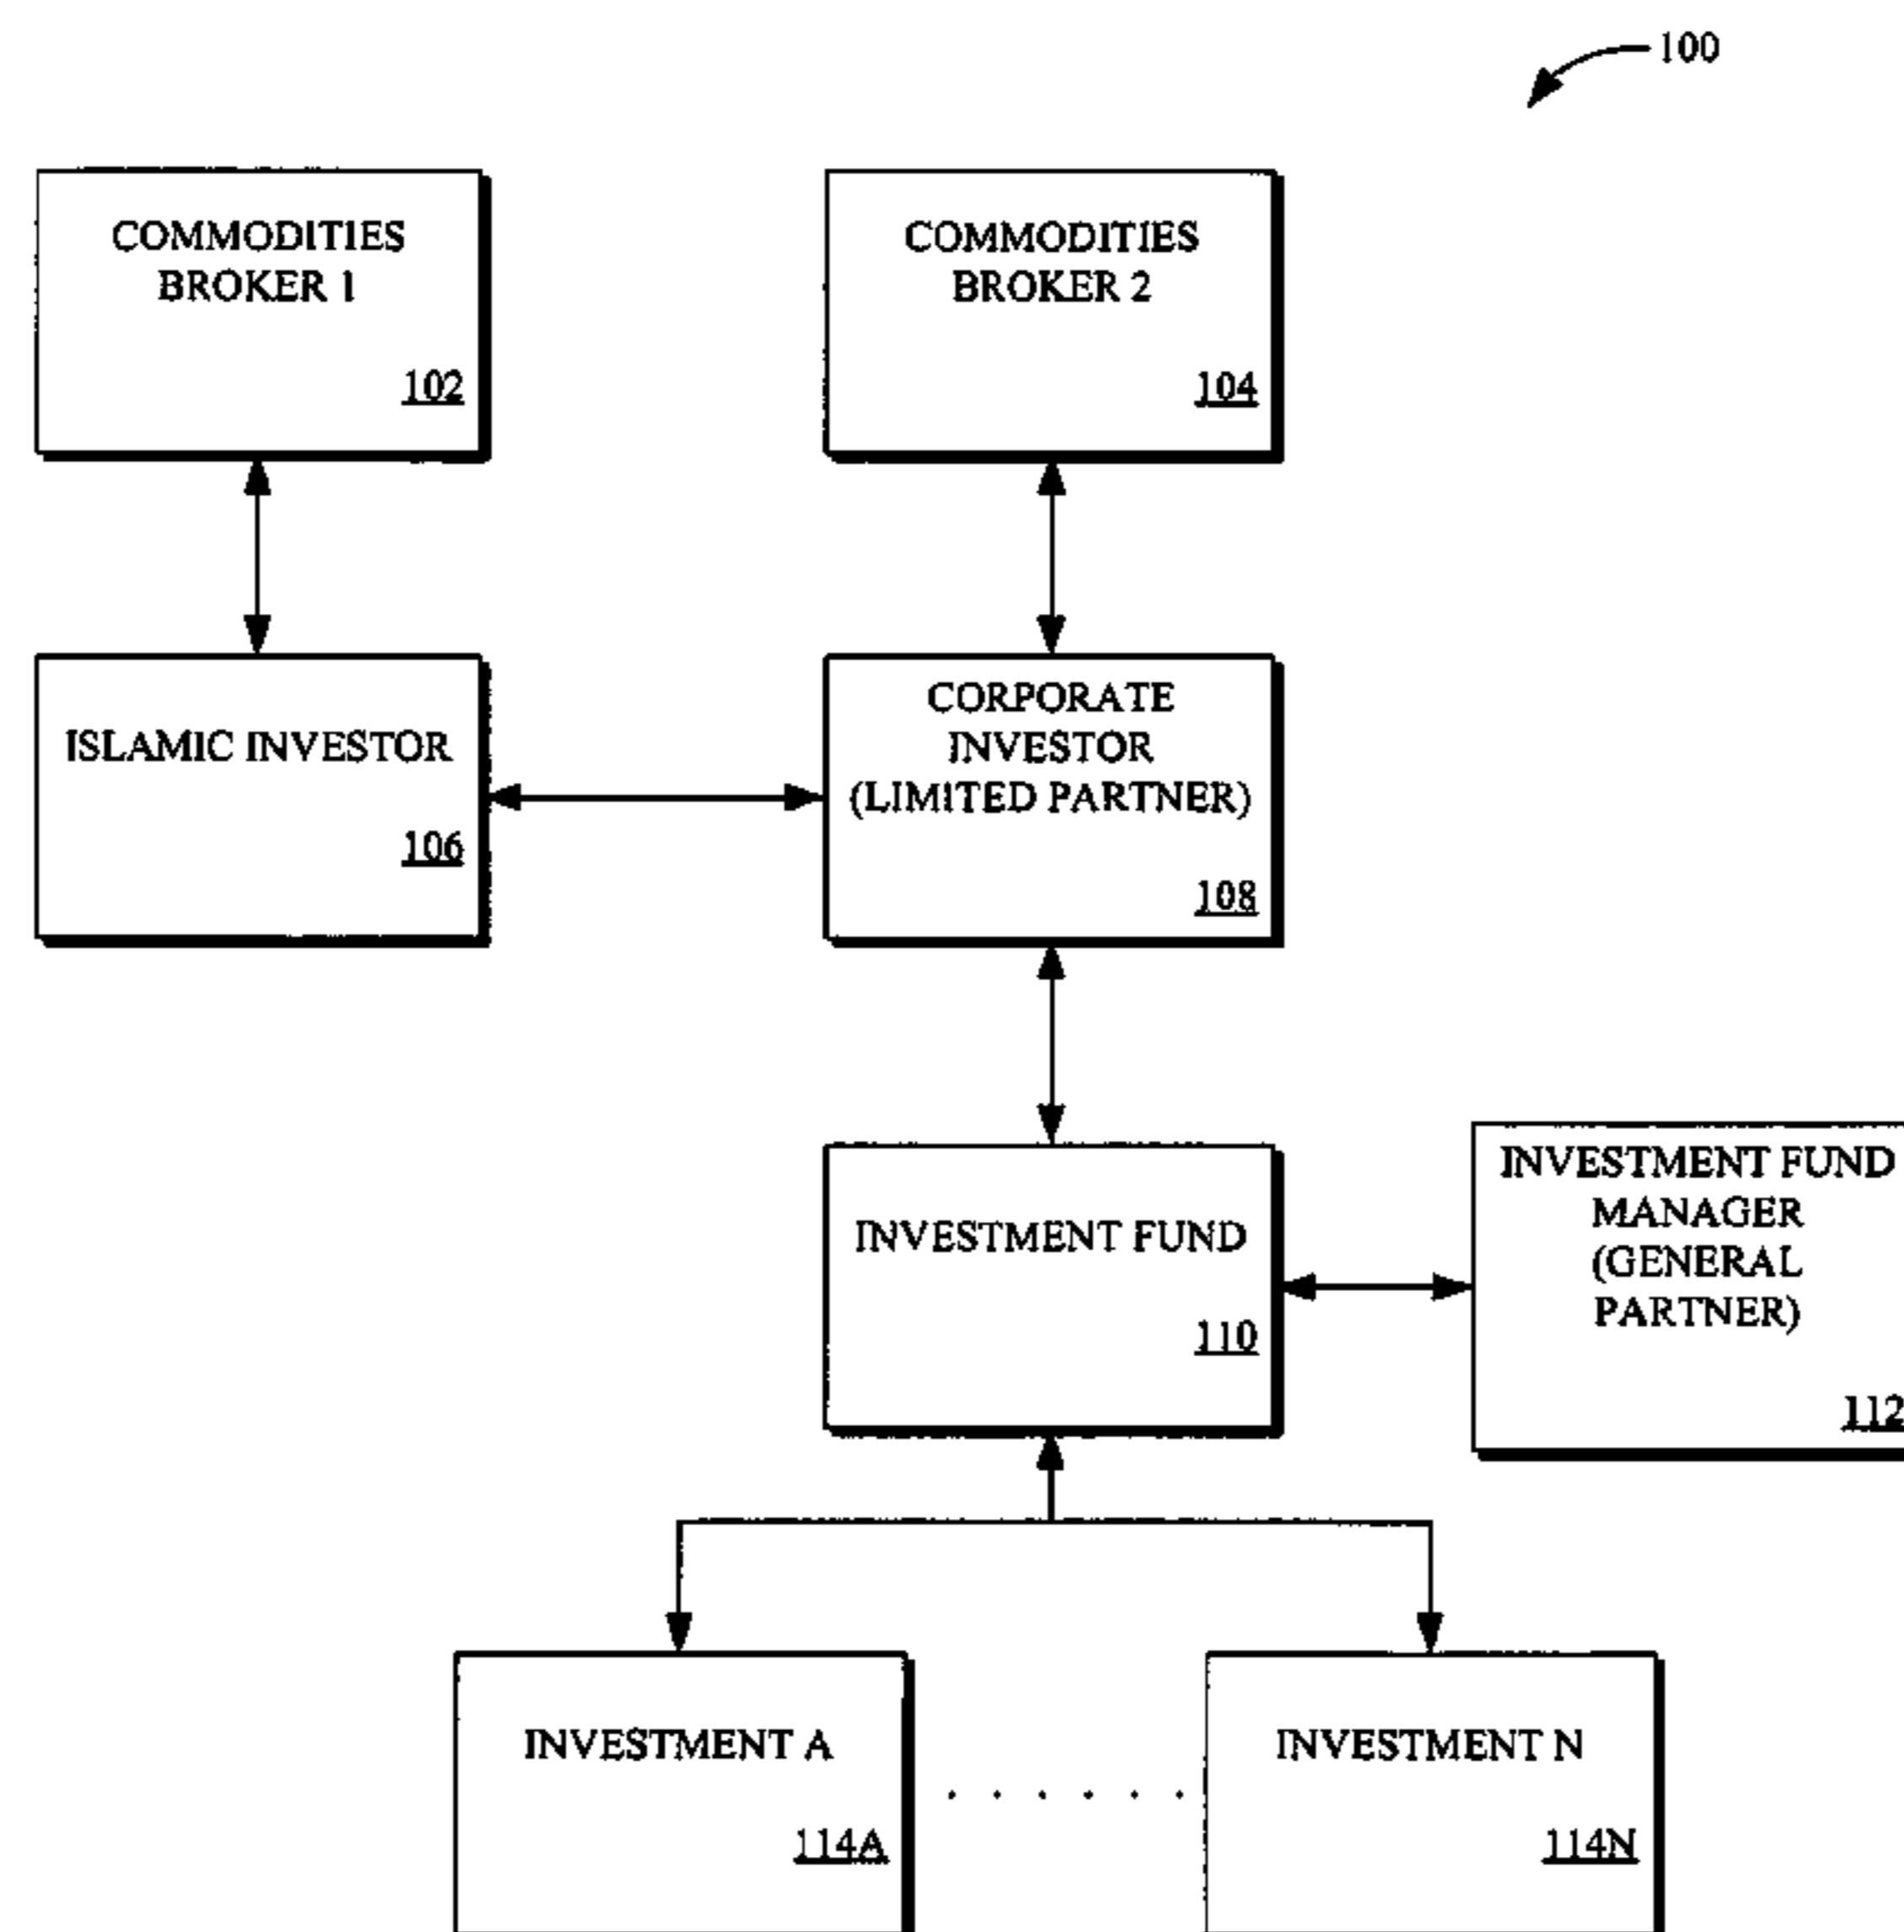 100
COMMODITIES
BROKER 1
102
COMMODITIES
BROKER 2
104
ISLAMIC INVESTOR
106
CORPORATE
INVESTOR
(LIMITED PARTNER)
108
INVESTMENT FUND
110
INVESTMENT FUND
MANAGER
(GENERAL
PARTNER)
112
INVESTMENT A
114A
. . . . . .
INVESTMENT N
114N